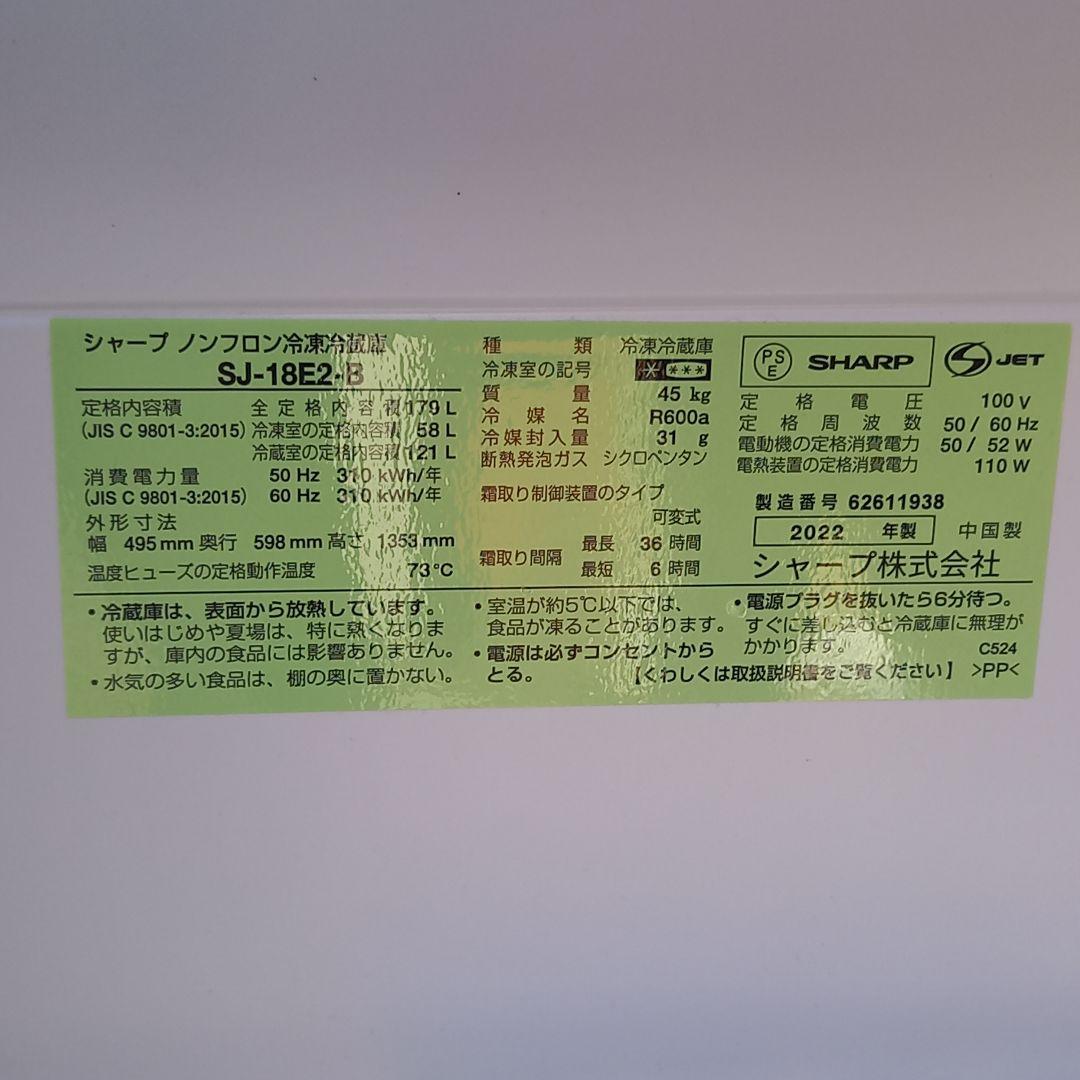 シャープ ノンフロン冷凍冷蔵庫
SJ-18E2-B
定格内容積 全定格内容積 179 L
(JIS C 9801-3:2015) 冷凍室の定格内容積 58 L
冷蔵室の定格内容積 121 L
消費電力量 50 Hz 310 kWh/年
(JIS C 9801-3:2015) 60 Hz 310 kWh/年
外形寸法
幅 495 mm 奥行 598 mm 高さ 1353 mm
温度ヒューズの定格動作温度 73℃
種類 冷凍冷蔵庫
冷凍室の記号 ****
質量 45 kg
冷媒名 R600a
冷媒封入量 31 g
断熱発泡ガス シクロペンタン
霜取り制御装置のタイプ
可変式
霜取り間隔 最長 36 時間
最短 6 時間
PSE SHARP JET
定格電圧 100 V
定格周波数 50 / 60 Hz
電動機の定格消費電力 50 / 52 W
電熱装置の定格消費電力 110 W
製造番号 62611938
2022 年製 中国製
シャープ株式会社
・冷蔵庫は、表面から放熱しています。
使いはじめや夏場は、特に熱くなりま
すが、庫内の食品には影響ありません。
・水気の多い食品は、棚の奥に置かない。
・室温が約5℃以下では、
食品が凍ることがあります。
・電源は必ずコンセントから
とる。
・電源プラグを抜いたら6分待つ。
すぐに差し込むと冷蔵庫に無理が
かかります。 C524
【くわしくは取扱説明書をご覧ください】 >PP<